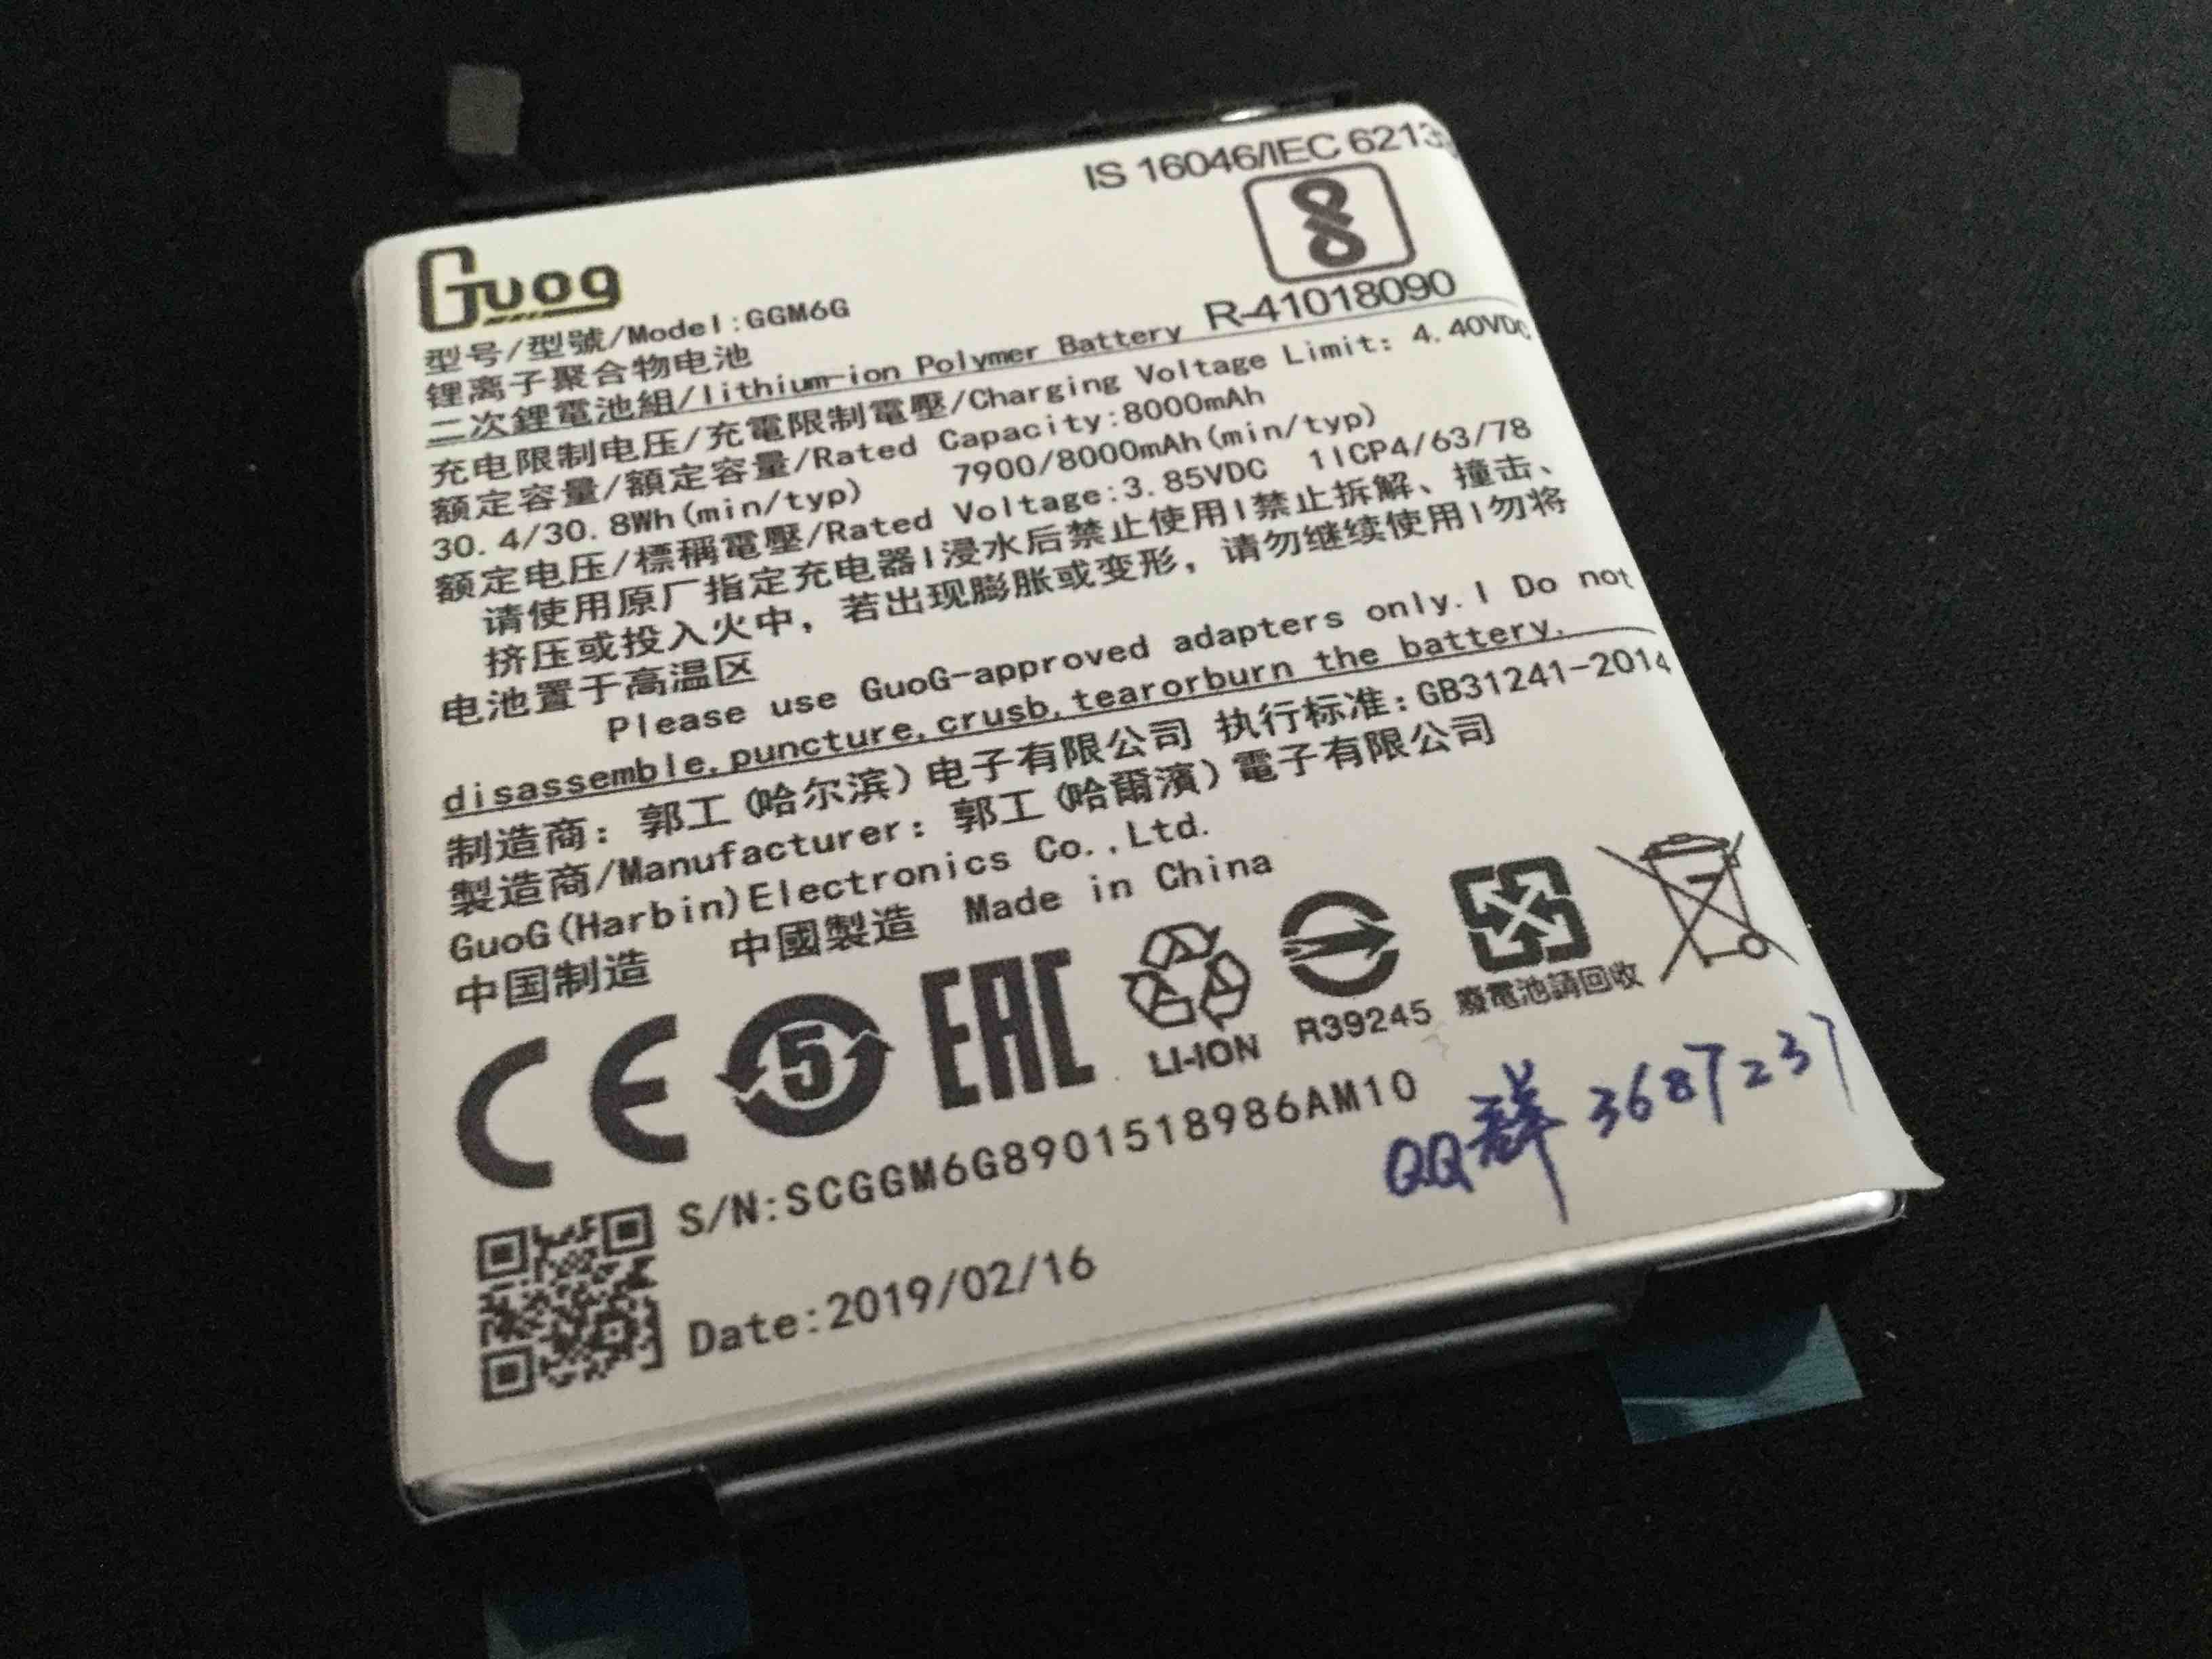 IS 16046/IEC 6213
R-41018090
Guog
型号/型號/Model:GGM6G
锂离子聚合物电池
二次鋰電池組/lithium-ion Polymer Battery
充电限制电压/充電限制電壓/Charging Voltage Limit: 4.40VDC
额定容量/額定容量/Rated Capacity:8000mAh
30.4/30.8Wh(min/typ) 7900/8000mAh(min/typ)
额定电压/標稱電壓/Rated Voltage:3.85VDC 1ICP4/63/78
请使用原厂指定充电器|浸水后禁止使用|禁止拆解、撞击、
挤压或投入火中，若出现膨胀或变形，请勿继续使用|勿将
电池置于高温区
Please use GuoG-approved adapters only.| Do not
disassemble,puncture,crusb,tearorburn the battery.
制造商：郭工(哈尔滨)电子有限公司 执行标准:GB31241-2014
製造商/Manufacturer：郭工(哈爾濱)電子有限公司
GuoG(Harbin)Electronics Co.,Ltd.
中国制造 中國製造 Made in China
CE 5 EAC LI-ION R39245 廢電池請回收
S/N:SCGGM6G8901518986AM10
QQ群 3687237
Date:2019/02/16